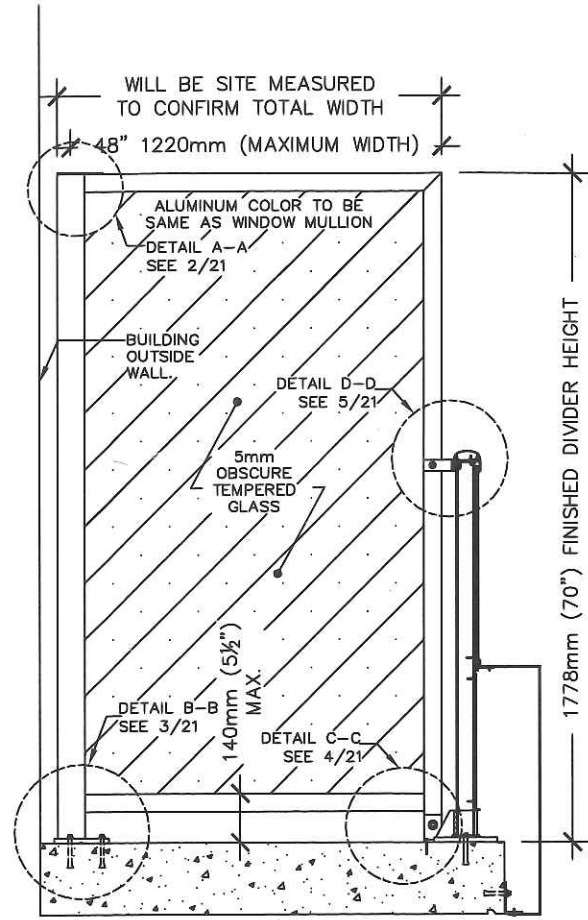 WILL BE SITE MEASURED
TO CONFIRM TOTAL WIDTH
48" 1220mm (MAXIMUM WIDTH)
ALUMINUM COLOR TO BE
SAME AS WINDOW MULLION
DETAIL A-A
SEE 2/21
BUILDING
OUTSIDE
WALL.
DETAIL D-D
SEE 5/21
5mm
OBSCURE
TEMPERED
GLASS
1778mm (70") FINISHED DIVIDER HEIGHT
140mm (5½")
MAX.
DETAIL B-B
SEE 3/21
DETAIL C-C
SEE 4/21